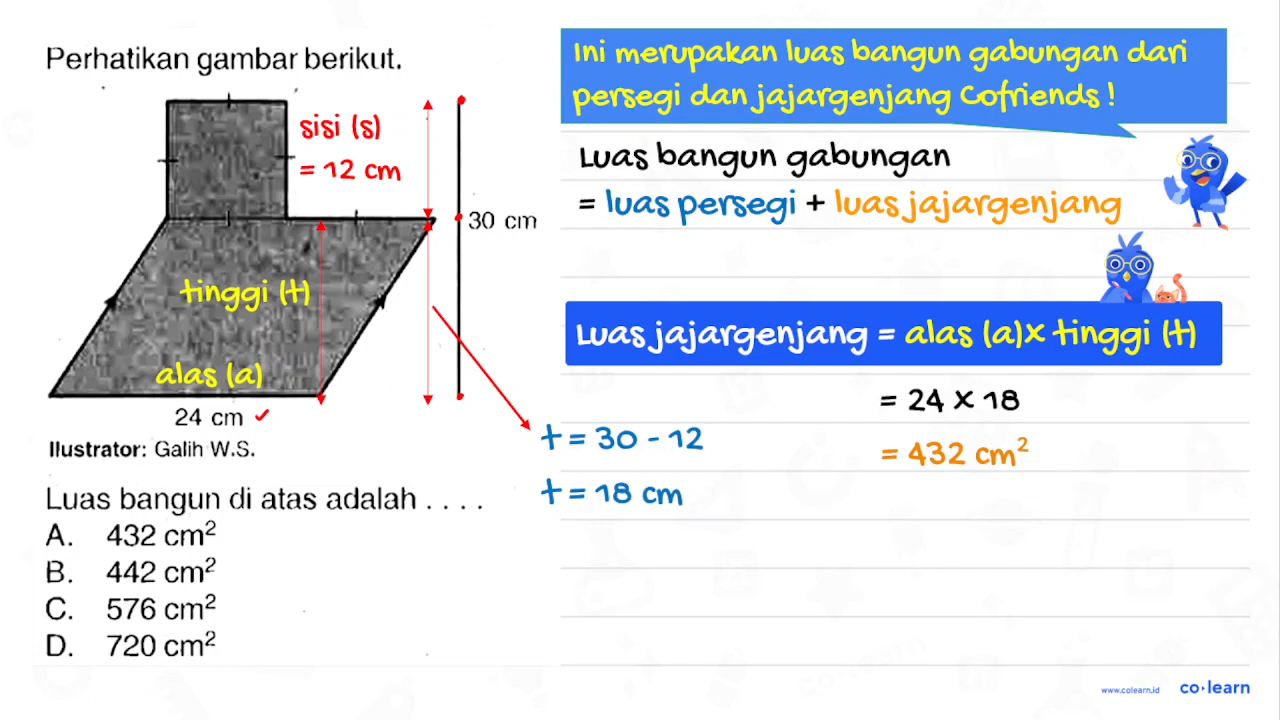 Perhatikan gambar berikut.
sisi (s)
= 12 cm
30 cm
tinggi (t)
alas (a)
24 cm
Ilustrator: Galih W.S.
t = 30 - 12
t = 18 cm
Luas bangun di atas adalah . . . .
A. 432 cm²
B. 442 cm²
C. 576 cm²
D. 720 cm²
Ini merupakan luas bangun gabungan dari
persegi dan jajargenjang Cofriends !
Luas bangun gabungan
= luas persegi + luas jajargenjang
Luas jajargenjang = alas (a) x tinggi (t)
= 24 x 18
= 432 cm²
www.colearn.id
co·learn